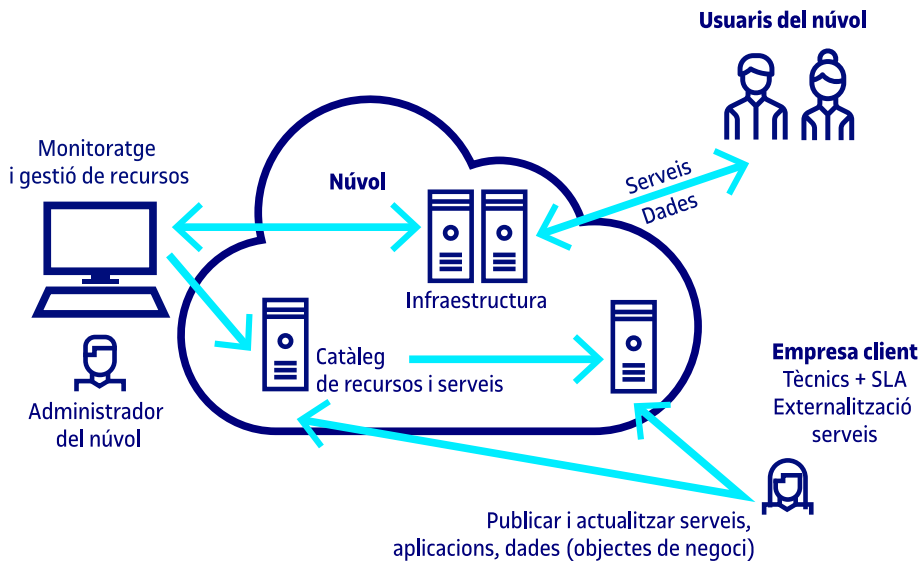 Usuaris del núvol
Monitoratge
i gestió de recursos
Núvol
Serveis
Dades
Infraestructura
Catàleg
de recursos i serveis
Administrador
del núvol
Empresa client
Tècnics + SLA
Externalització
serveis
Publicar i actualitzar serveis,
aplicacions, dades (objectes de negoci)